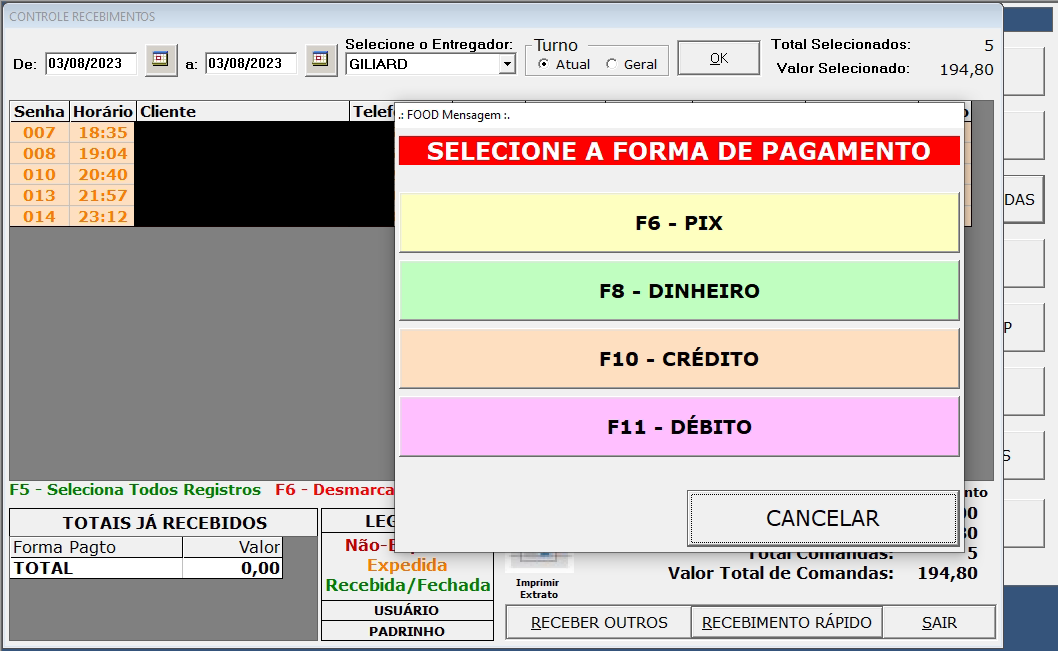 CONTROLE RECEBIMENTOS
De: 03/08/2023 a: 03/08/2023
Selecione o Entregador:
GILIARD
Turno
Atual Geral
OK
Total Selecionados: 5
Valor Selecionado: 194,80
Senha Horário Cliente
007 18:35
008 19:04
010 20:40
013 21:57
014 23:12
.: FOOD Mensagem :.
SELECIONE A FORMA DE PAGAMENTO
F6 - PIX
F8 - DINHEIRO
F10 - CRÉDITO
F11 - DÉBITO
CANCELAR
DAS
P
S
F5 - Seleciona Todos Registros F6 - Desmarca
TOTAIS JÁ RECEBIDOS
Forma Pagto Valor
TOTAL 0,00
LEG
Não-E
Expedida
Recebida/Fechada
USUÁRIO
PADRINHO
Imprimir
Extrato
Total Comandas: 5
Valor Total de Comandas: 194,80
RECEBER OUTROS
RECEBIMENTO RÁPIDO
SAIR